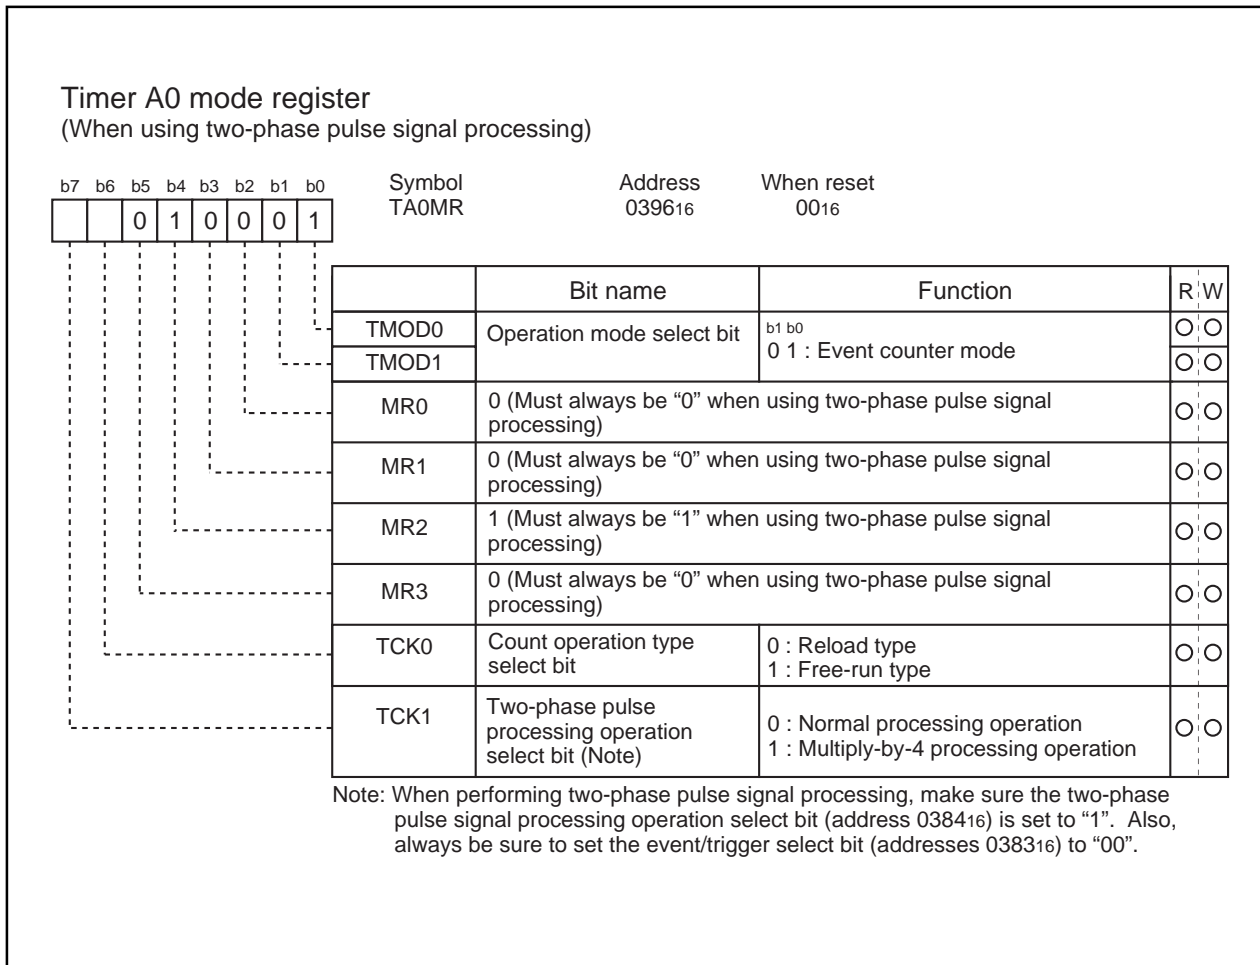 Timer A0 mode register
(When using two-phase pulse signal processing)
b7 b6 b5 b4 b3 b2 b1 b0
0 1 0 0 0 1
Symbol Address When reset
TA0MR 039616 0016
Bit name Function R W
TMOD0
TMOD1
Operation mode select bit
b1 b0
0 1 : Event counter mode
MR0
0 (Must always be “0” when using two-phase pulse signal
processing)
MR1
0 (Must always be “0” when using two-phase pulse signal
processing)
MR2
1 (Must always be “1” when using two-phase pulse signal
processing)
MR3
0 (Must always be “0” when using two-phase pulse signal
processing)
TCK0
Count operation type
select bit
0 : Reload type
1 : Free-run type
TCK1
Two-phase pulse
processing operation
select bit (Note)
0 : Normal processing operation
1 : Multiply-by-4 processing operation
Note: When performing two-phase pulse signal processing, make sure the two-phase
pulse signal processing operation select bit (address 038416) is set to “1”. Also,
always be sure to set the event/trigger select bit (addresses 038316) to “00”.